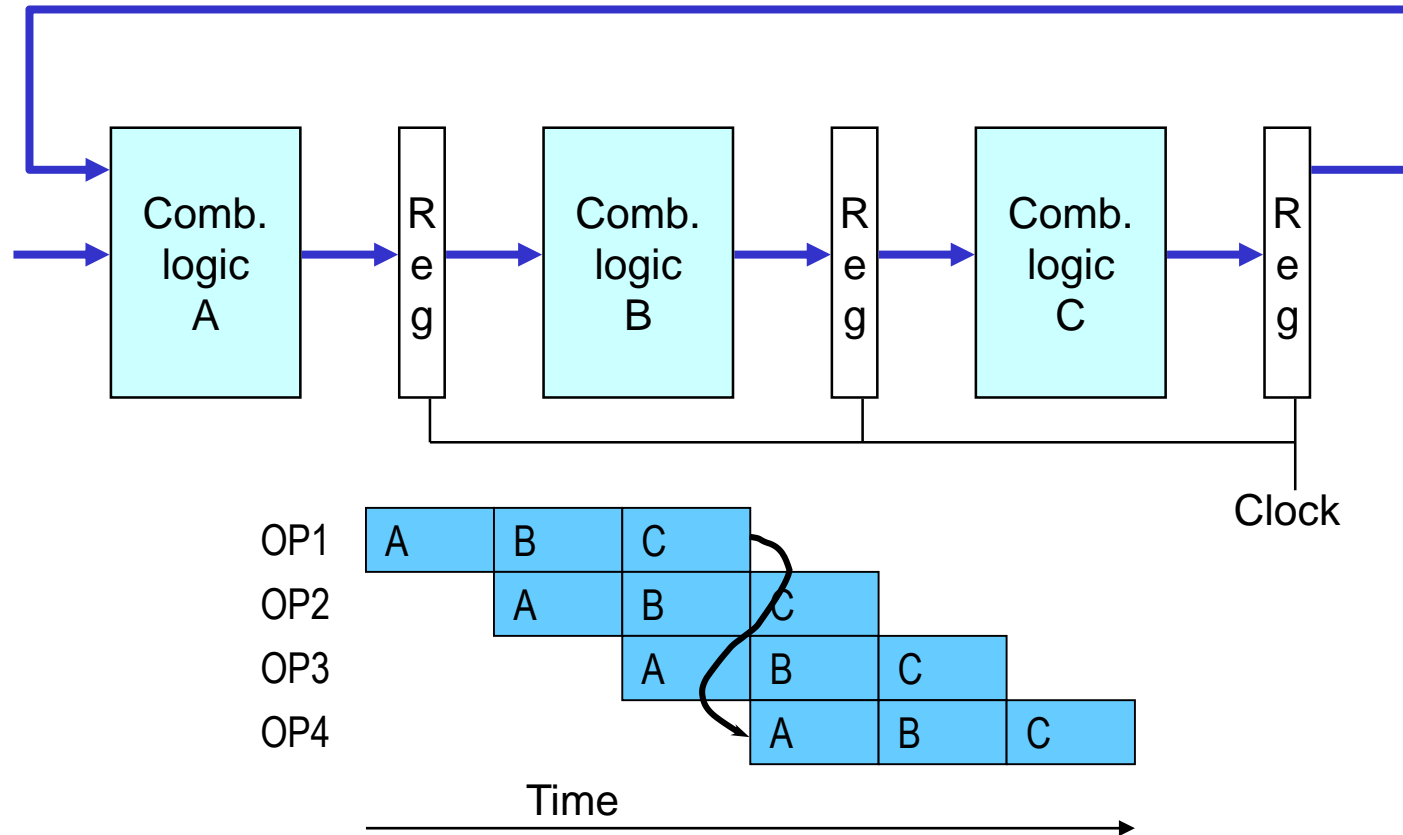 Comb.
logic
A
R
e
g
Comb.
logic
B
R
e
g
Comb.
logic
C
R
e
g
Clock
OP1 A B C
OP2 A B C
OP3 A B C
OP4 A B C
Time